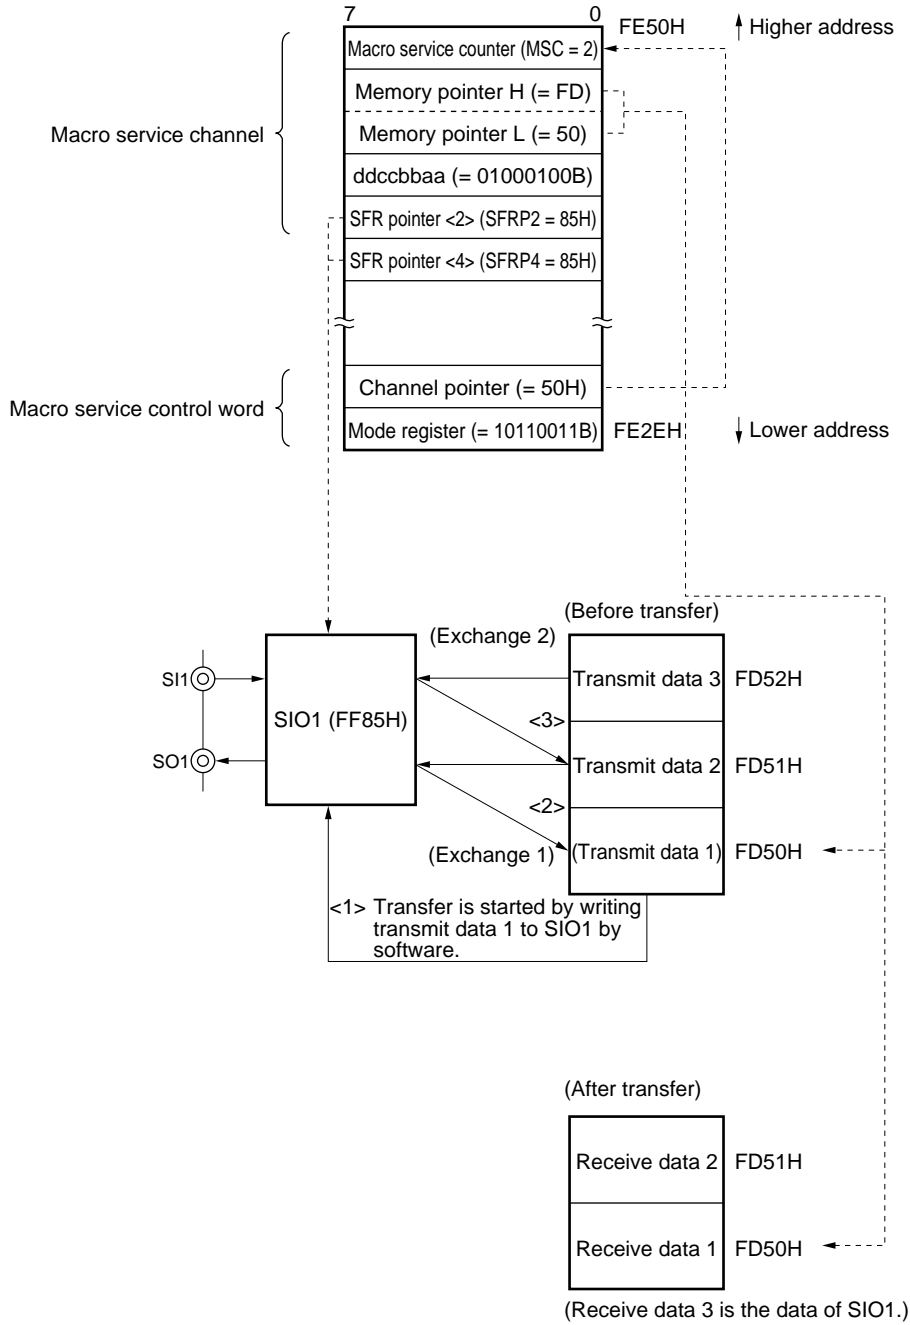 7 0
FE50H
Higher address
Macro service counter (MSC = 2)
Memory pointer H (= FD)
Macro service channel
Memory pointer L (= 50)
ddccbbaa (= 01000100B)
SFR pointer <2> (SFRP2 = 85H)
SFR pointer <4> (SFRP4 = 85H)
Channel pointer (= 50H)
Macro service control word
Mode register (= 10110011B)
FE2EH
Lower address
(Before transfer)
(Exchange 2)
SI1
Transmit data 3
FD52H
SIO1 (FF85H)
<3>
SO1
Transmit data 2
FD51H
<2>
(Exchange 1)
(Transmit data 1)
FD50H
<1> Transfer is started by writing
transmit data 1 to SIO1 by
software.
(After transfer)
Receive data 2
FD51H
Receive data 1
FD50H
(Receive data 3 is the data of SIO1.)